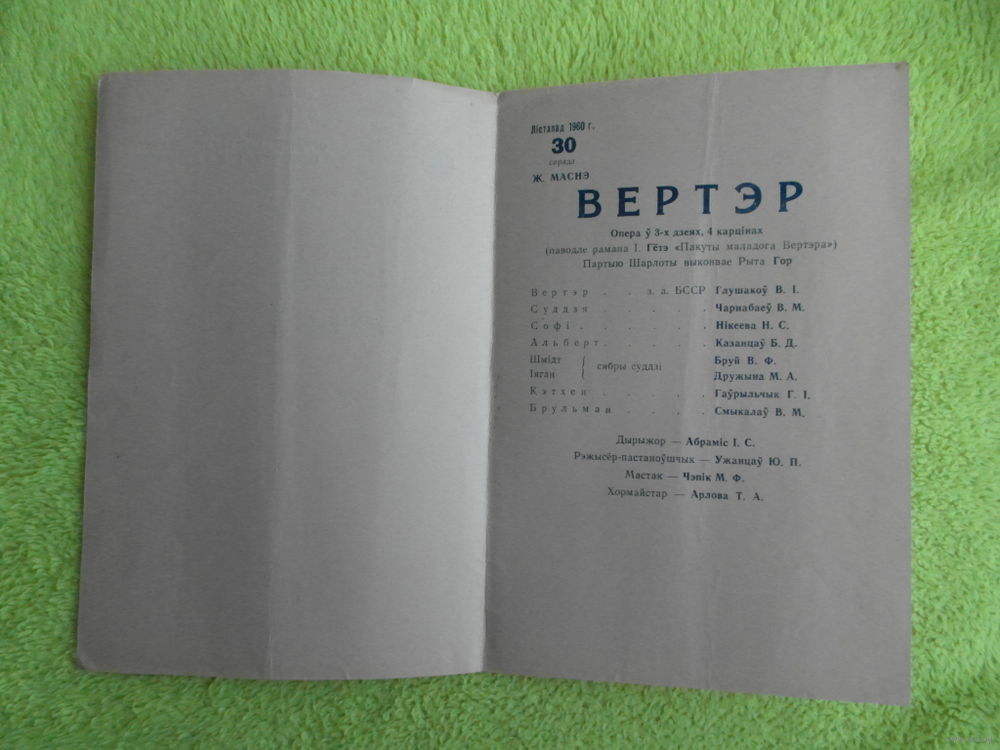 Лістапад 1960 г.
30
серада
Ж. МАСНЭ
ВЕРТЭР
Опера ў 3-х дзеях, 4 карцінах
(паводле рамана І. Гётэ «Пакуты маладога Вертэра»)
Партыю Шарлоты выконвае Рыта Гор
Вертэр . . з. а. БССР Глушакоў В. І.
Суддзя . . . . . Чарнабаеў В. М.
Софі . . . . . . Нікеева Н. С.
Альберт . . . . . Казанцаў Б. Д.
Шмідт Бруй В. Ф.
сябры суддзі
Іяган Дружына М. А.
Кэтхен . . . . Гаўрыльчык Г. І.
Брульман . . . . Смыкалаў В. М.
Дырыжор — Абраміс І. С.
Рэжысёр-пастаноўшчык — Ужанцаў Ю. П.
Мастак — Чэпік М. Ф.
Хормайстар — Арлова Т. А.